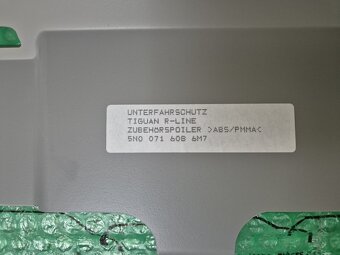 UNTERFAHRSCHUTZ
TIGUAN R-LINE
ZUBEHÖRSPOILER >ABS/PMMA<
5N0 071 608 6M7